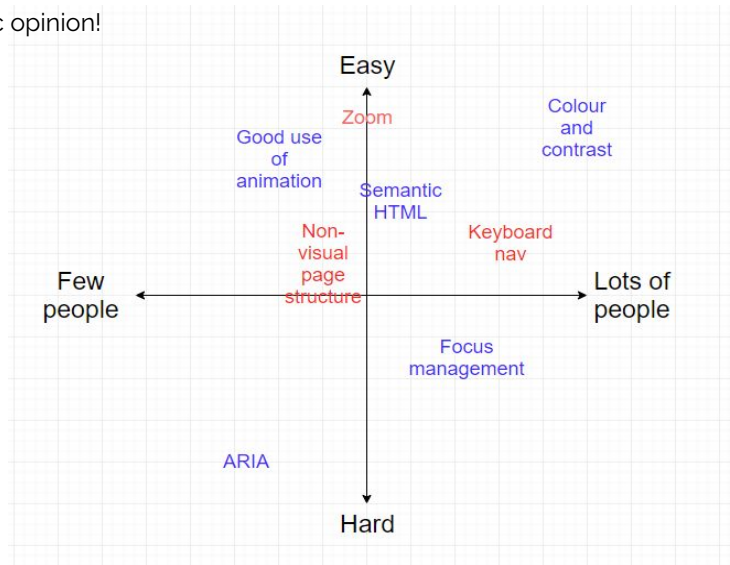 c opinion!
Easy
Colour
and
contrast
Zoom
Good use
of
animation
Semantic
HTML
Non-
visual
page
structure
Keyboard
nav
Few
people
Lots of
people
Focus
management
ARIA
Hard